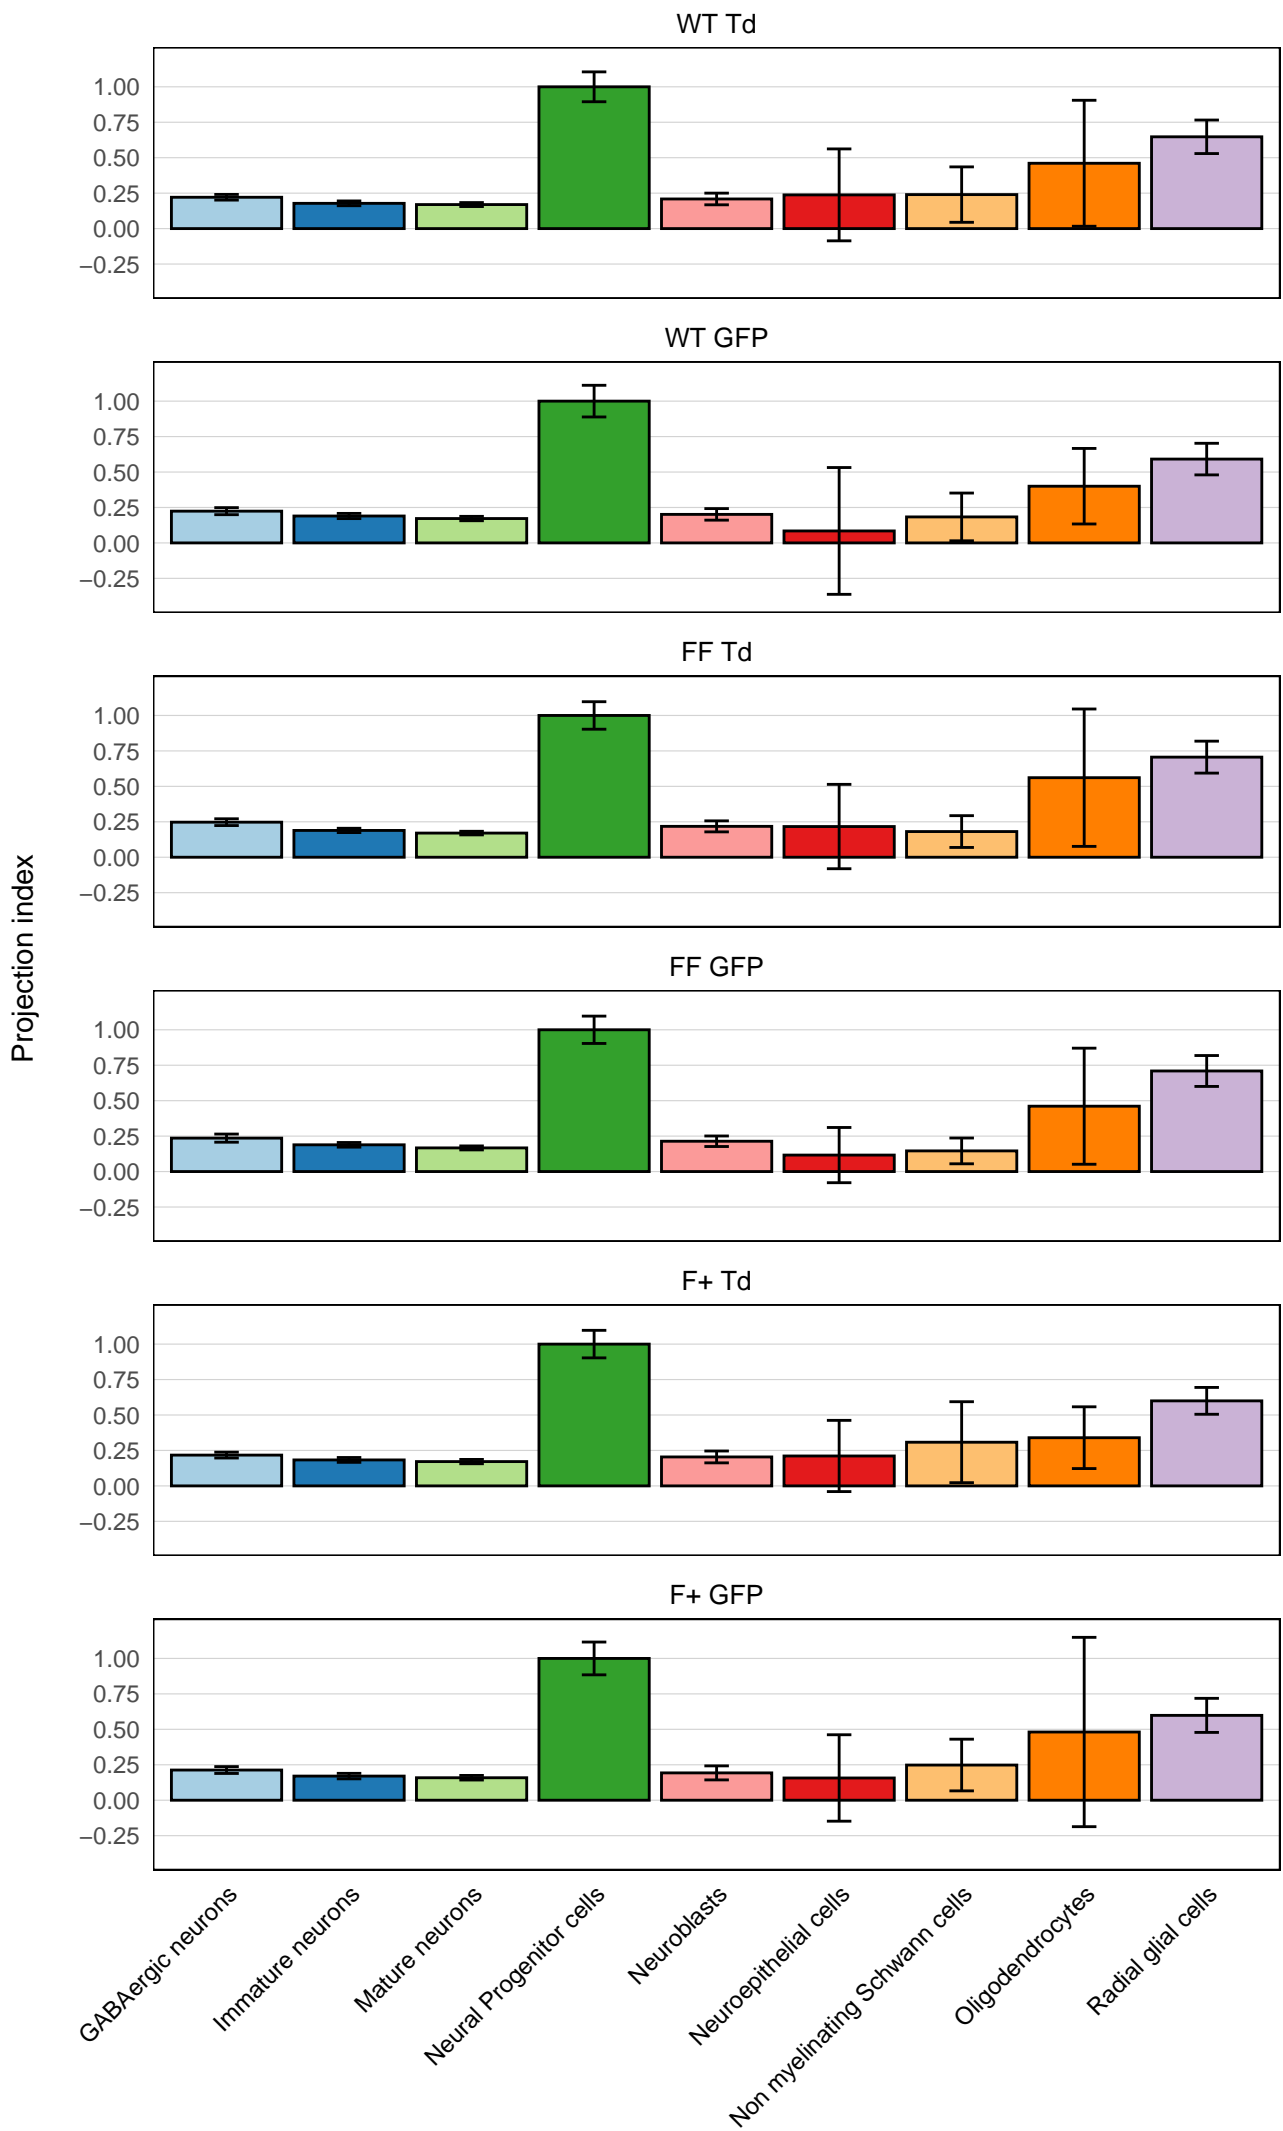 WT Td
1.00
0.75
0.50
0.25
0.00
−0.25
WT GFP
1.00
0.75
0.50
0.25
0.00
−0.25
FF Td
1.00
0.75
0.50
0.25
0.00
−0.25
Projection index
FF GFP
1.00
0.75
0.50
0.25
0.00
−0.25
F+ Td
1.00
0.75
0.50
0.25
0.00
−0.25
F+ GFP
1.00
0.75
0.50
0.25
0.00
−0.25
GABAergic neurons
Immature neurons
Mature neurons
Neural Progenitor cells
Neuroblasts
Neuroepithelial cells
Non myelinating Schwann cells
Oligodendrocytes
Radial glial cells